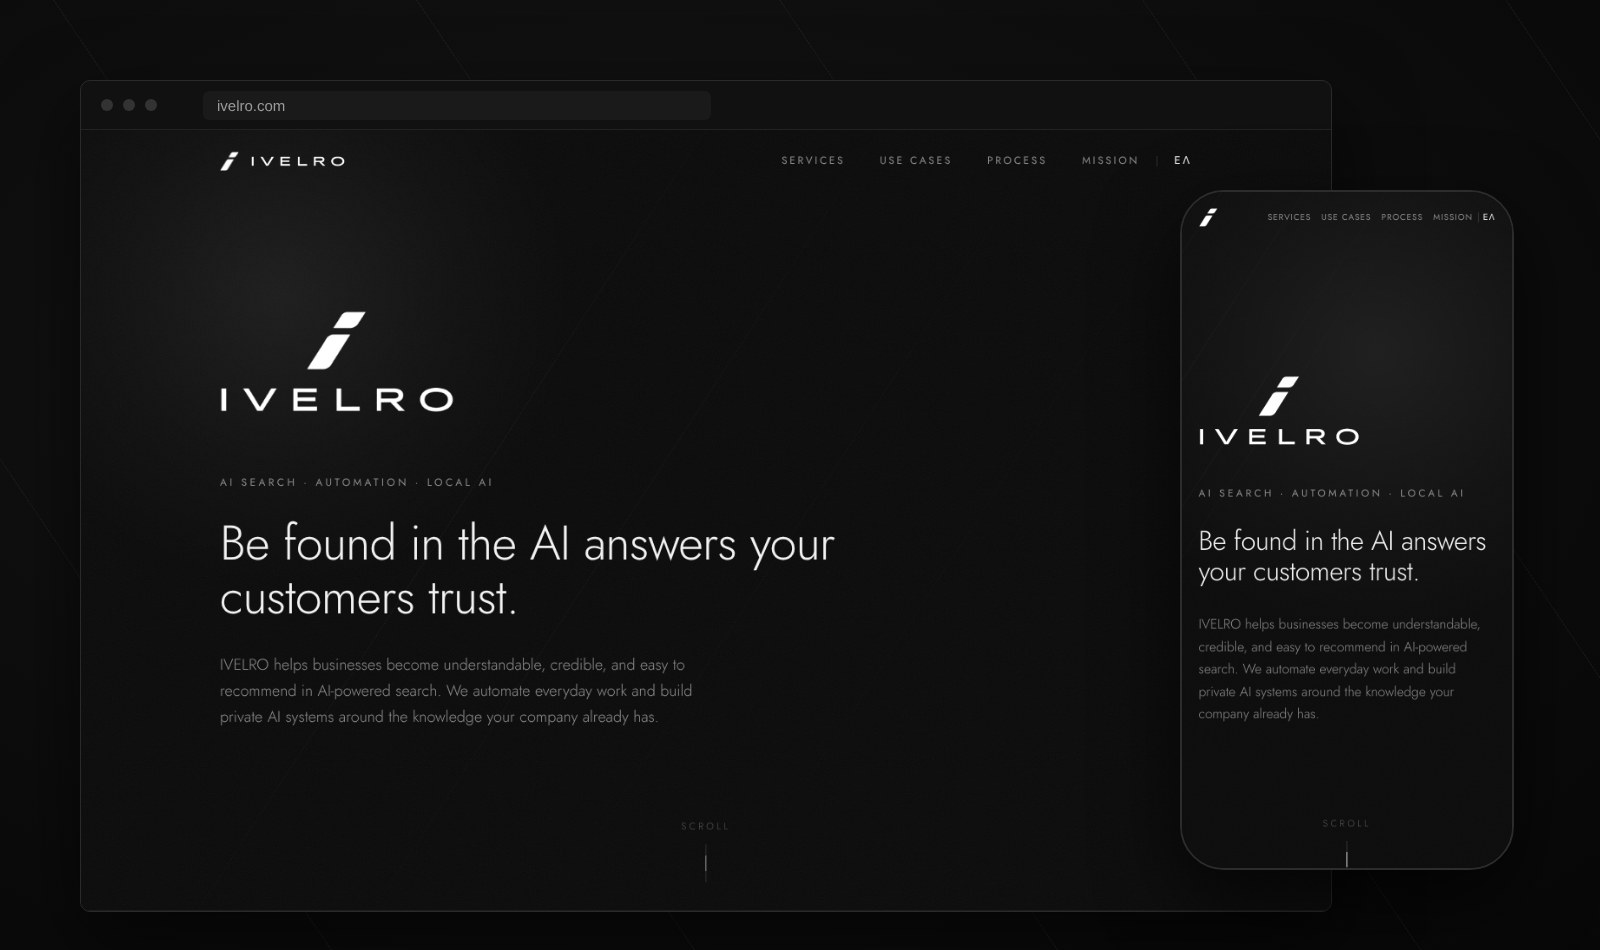 ivelro.com
IVELRO
SERVICES USE CASES PROCESS MISSION | ΕΛ
IVELRO
AI SEARCH · AUTOMATION · LOCAL AI
Be found in the AI answers your
customers trust.
IVELRO helps businesses become understandable, credible, and easy to
recommend in AI-powered search. We automate everyday work and build
private AI systems around the knowledge your company already has.
SCROLL
SERVICES USE CASES PROCESS MISSION | ΕΛ
IVELRO
AI SEARCH · AUTOMATION · LOCAL AI
Be found in the AI answers
your customers trust.
IVELRO helps businesses become understandable,
credible, and easy to recommend in AI-powered
search. We automate everyday work and build
private AI systems around the knowledge your
company already has.
SCROLL